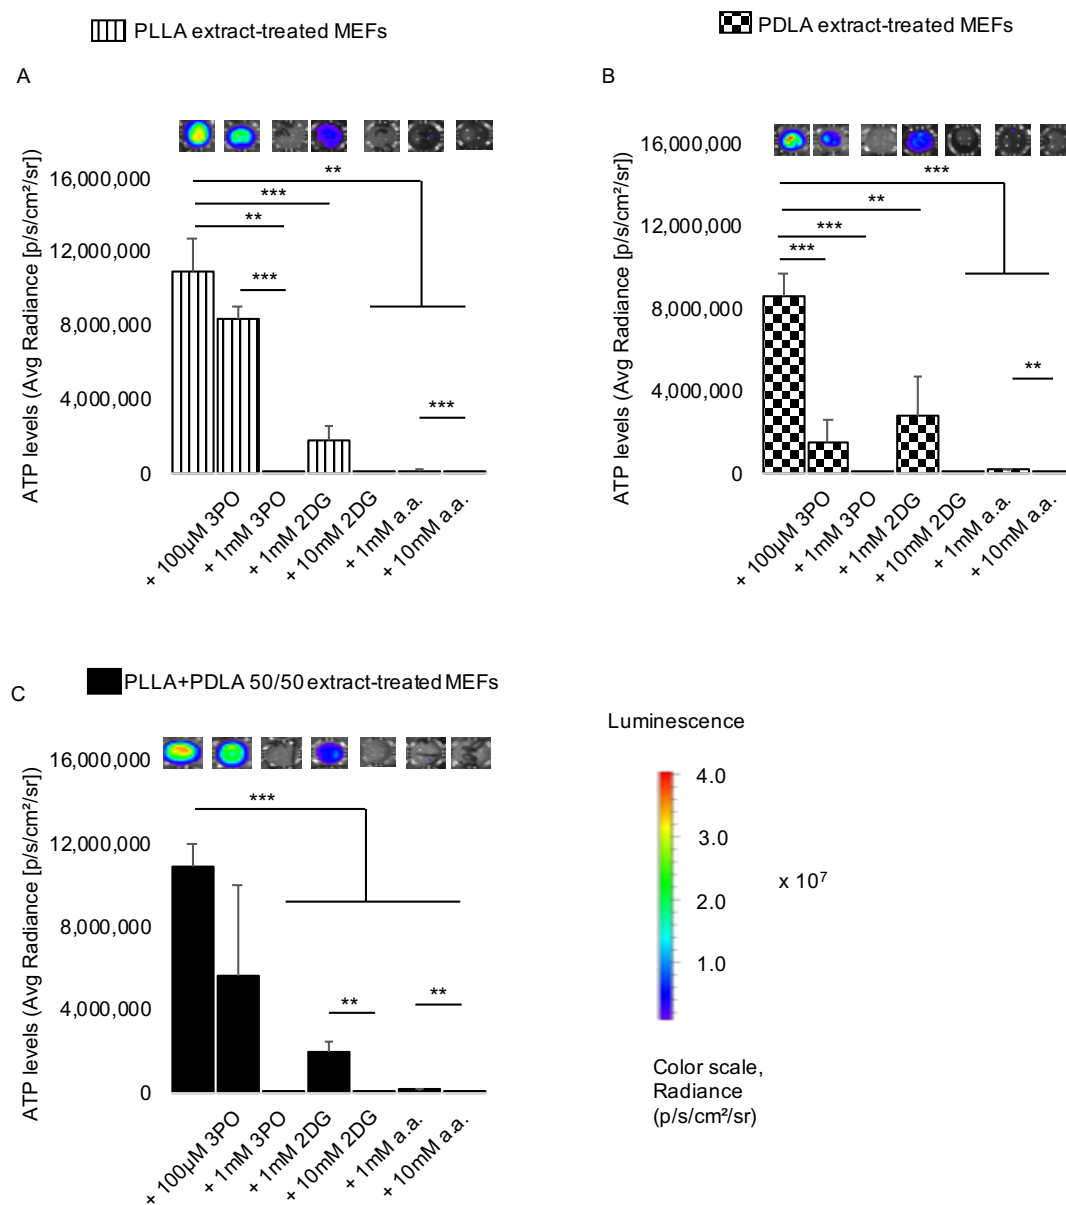 PLLA extract-treated MEFs
PDLA extract-treated MEFs
A
ATP levels (Avg Radiance [p/s/cm²/sr])
16,000,000
12,000,000
8,000,000
4,000,000
0
**
***
**
***
***
+ 100µM 3PO
+ 1mM 3PO
+ 1mM 2DG
+ 10mM 2DG
+ 1mM a.a.
+ 10mM a.a.
B
ATP levels (Avg Radiance [p/s/cm²/sr])
16,000,000
12,000,000
8,000,000
4,000,000
0
***
**
***
***
**
+ 100µM 3PO
+ 1mM 3PO
+ 1mM 2DG
+ 10mM 2DG
+ 1mM a.a.
+ 10mM a.a.
PLLA+PDLA 50/50 extract-treated MEFs
C
ATP levels (Avg Radiance [p/s/cm²/sr])
16,000,000
12,000,000
8,000,000
4,000,000
0
***
**
**
+ 100µM 3PO
+ 1mM 3PO
+ 1mM 2DG
+ 10mM 2DG
+ 1mM a.a.
+ 10mM a.a.
Luminescence
4.0
3.0
2.0
1.0
x 10⁷
Color scale,
Radiance
(p/s/cm²/sr)